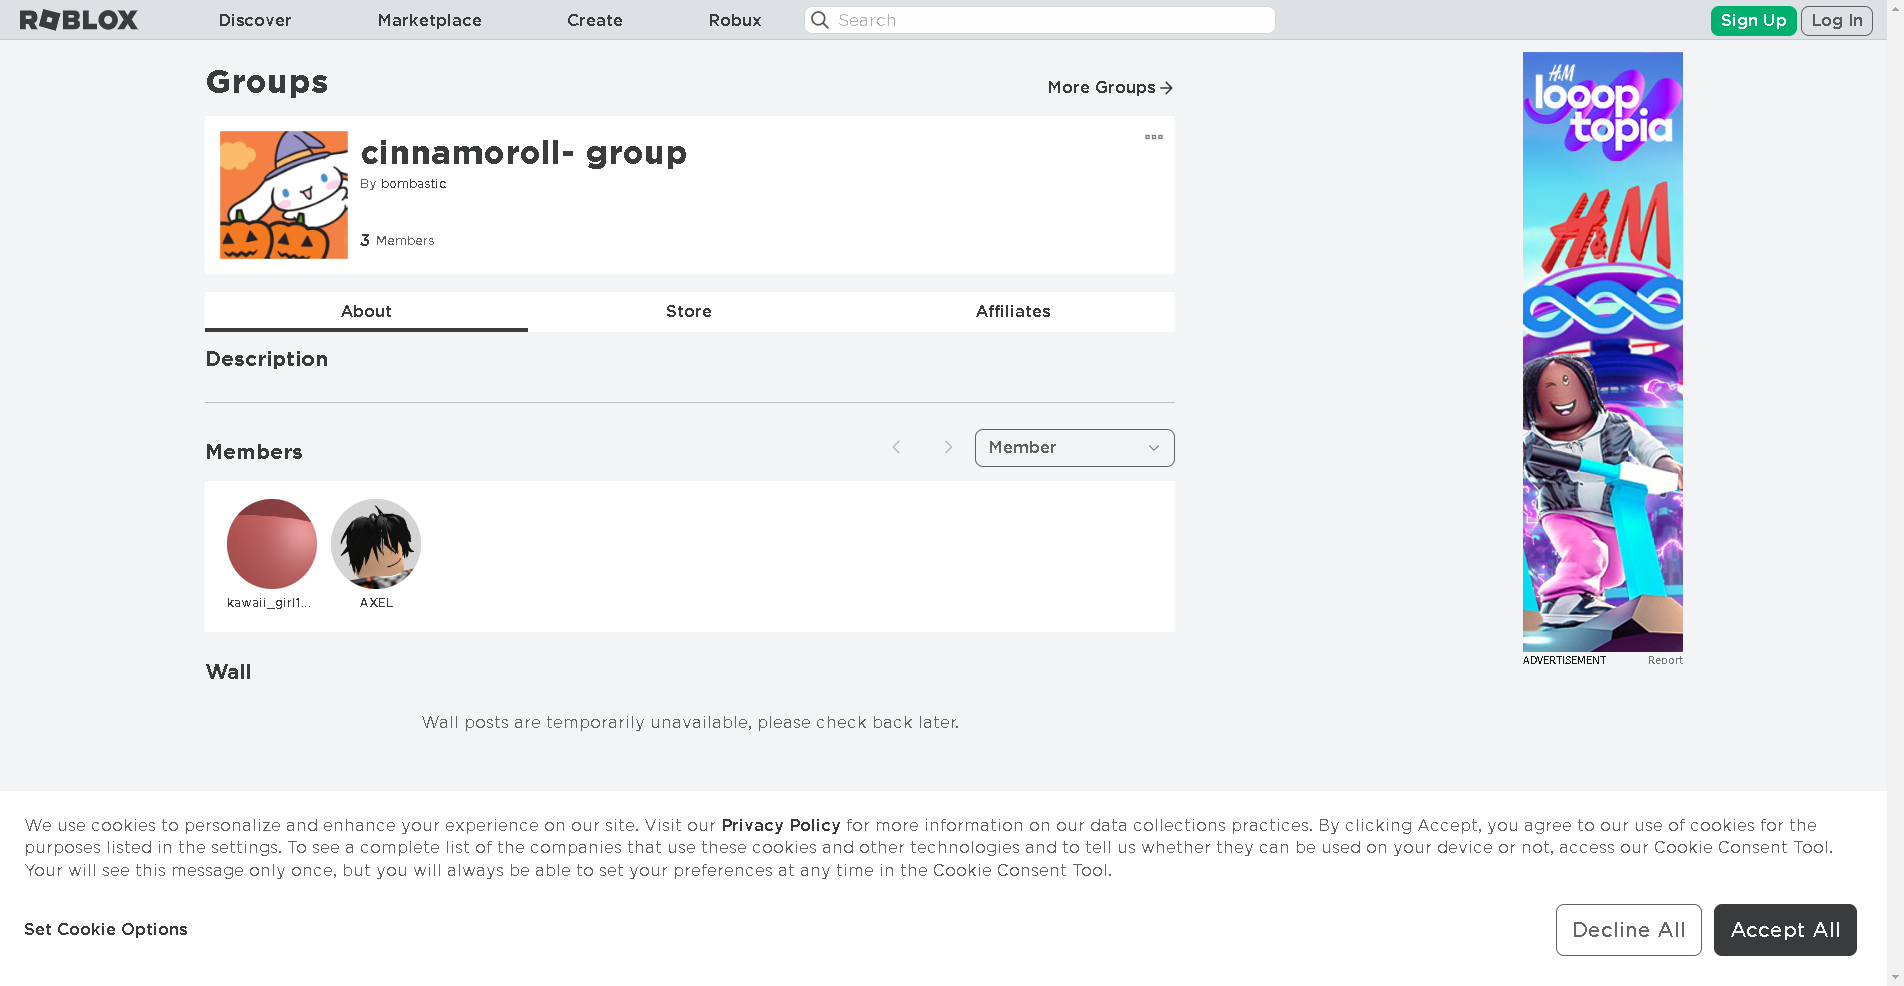 ROBLOX
Discover
Marketplace
Create
Robux
Search
Sign Up
Log In
Groups
More Groups
cinnamoroll- group
By bombastic
3 Members
About
Store
Affiliates
Description
Members
Member
kawaii_girl1...
AXEL
Wall
Wall posts are temporarily unavailable, please check back later.
H&M
looop
topia
H&M
ADVERTISEMENT
Report
We use cookies to personalize and enhance your experience on our site. Visit our Privacy Policy for more information on our data collections practices. By clicking Accept, you agree to our use of cookies for the
purposes listed in the settings. To see a complete list of the companies that use these cookies and other technologies and to tell us whether they can be used on your device or not, access our Cookie Consent Tool.
Your will see this message only once, but you will always be able to set your preferences at any time in the Cookie Consent Tool.
Set Cookie Options
Decline All
Accept All